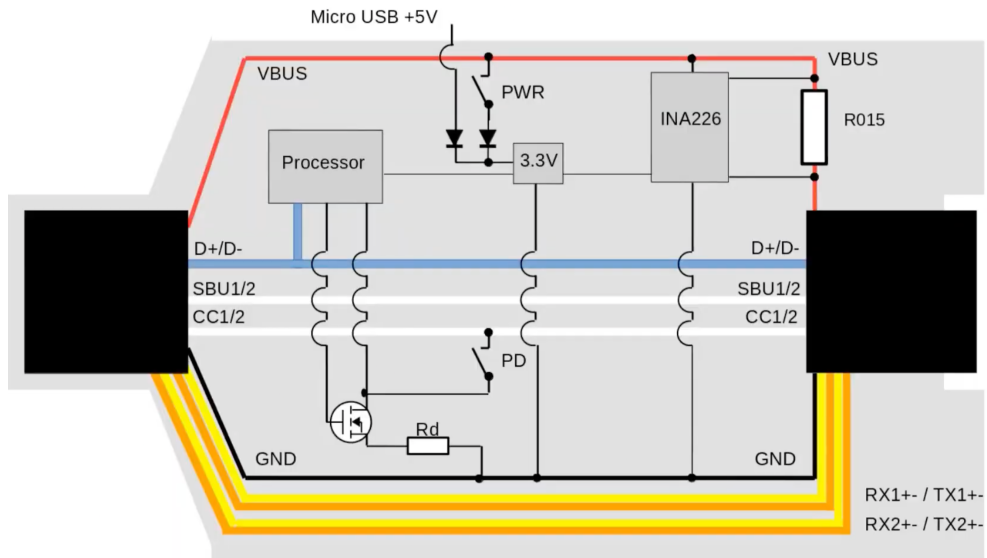 Micro USB +5V
VBUS
VBUS
PWR
INA226
R015
Processor
3.3V
D+/D-
D+/D-
SBU1/2
SBU1/2
CC1/2
CC1/2
PD
Rd
GND
GND
RX1+- / TX1+-
RX2+- / TX2+-